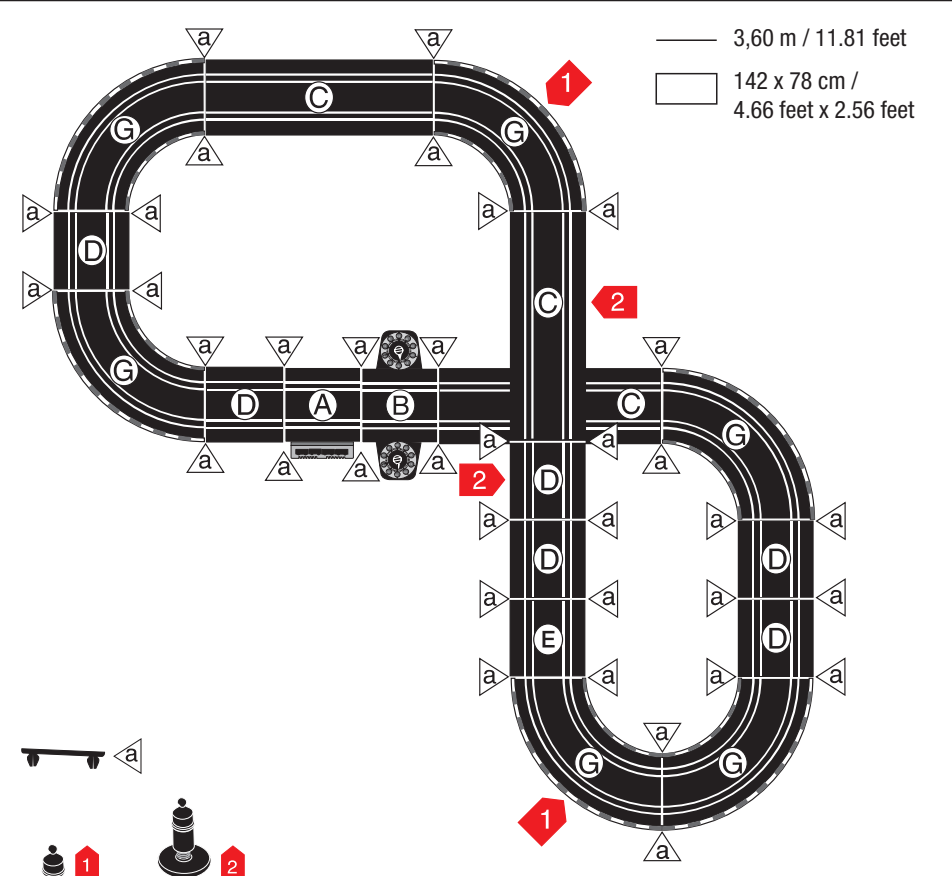 a a
3,60 m / 11.81 feet
1
142 x 78 cm /
4.66 feet x 2.56 feet
C
G G
a a
a a a a
D
C 2
a a
a a a a a
G
D A B C
G
a a
a a a a a
2 D
a a a a
D D
a a a a
E D
a a a a
a
G G
a
1
a
1 2